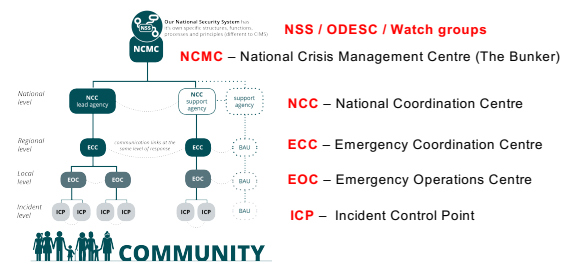 Our National Security System has
it's own specific structures, functions,
processes and principles (different to CIMS)
NSS
NSS / ODESC / Watch groups
NCMC
NCMC – National Crisis Management Centre (The Bunker)
National
level
NCC
lead agency
NCC
support
agency
support
agency
NCC – National Coordination Centre
Regional
level
ECC
communication links at the
same level of response
ECC
BAU
ECC – Emergency Coordination Centre
Local
level
EOC
EOC
EOC
BAU
EOC – Emergency Operations Centre
Incident
level
ICP
ICP
ICP
ICP
ICP
ICP
BAU
ICP – Incident Control Point
COMMUNITY